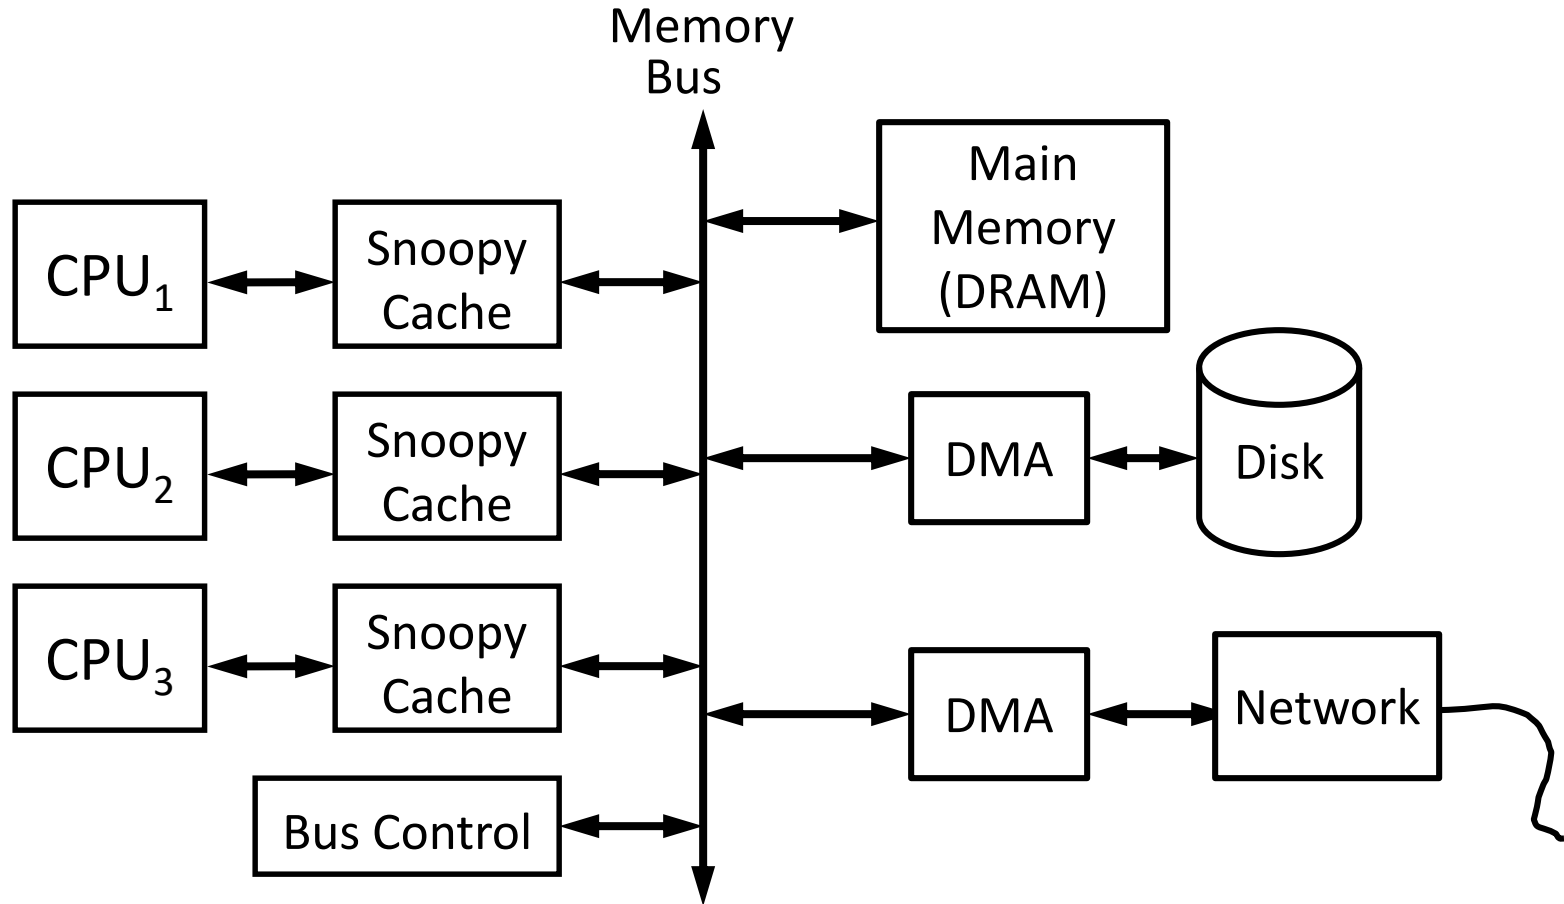 Memory
Bus
Main
Memory
(DRAM)
CPU₁
Snoopy
Cache
CPU₂
Snoopy
Cache
DMA
Disk
CPU₃
Snoopy
Cache
DMA
Network
Bus Control